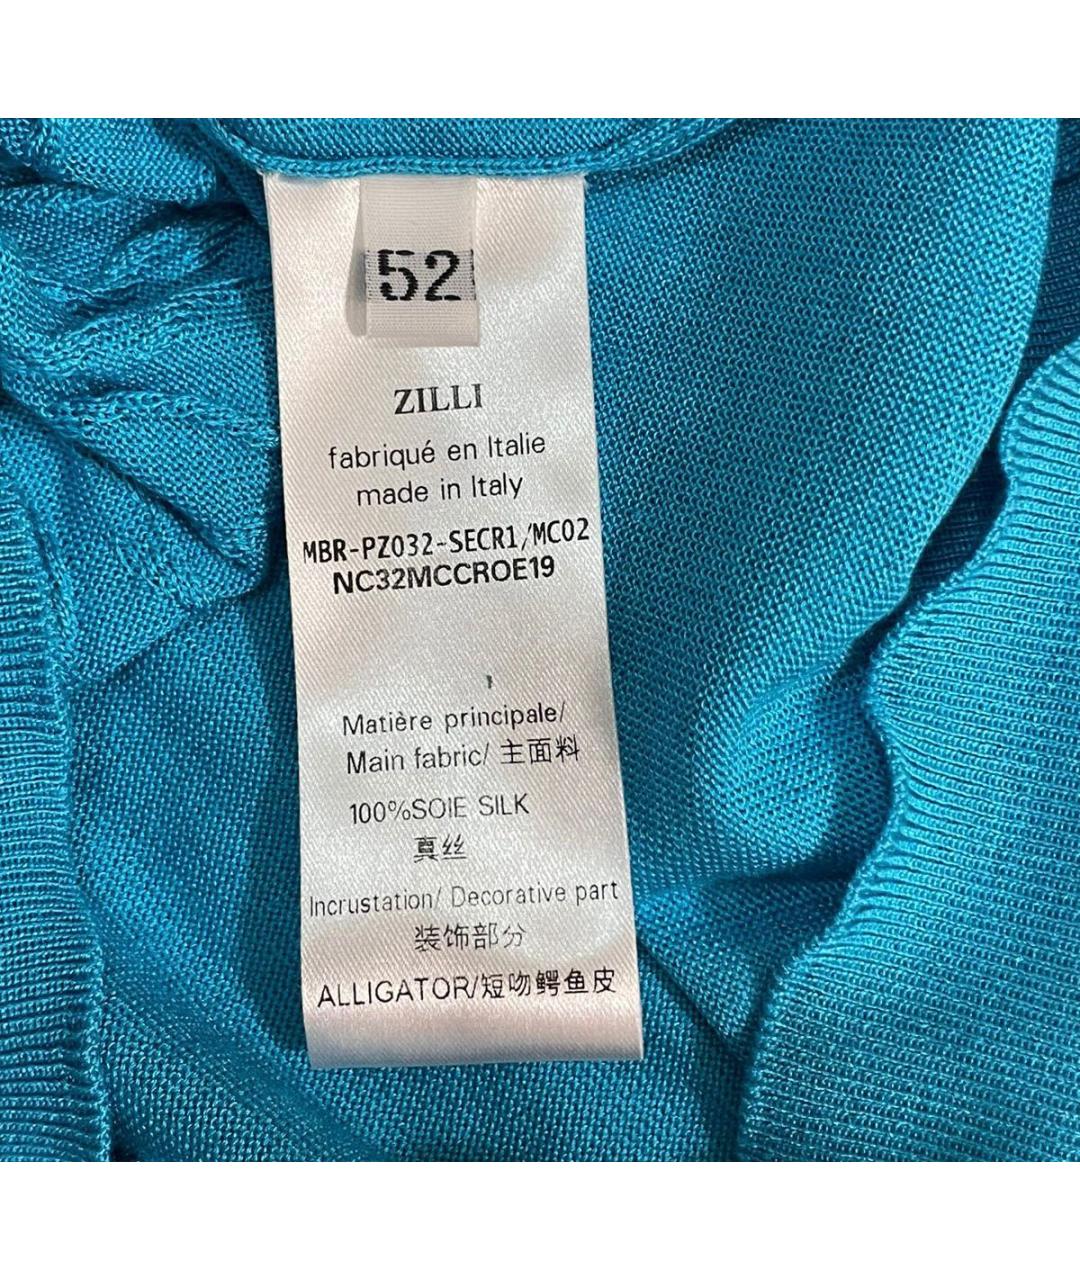 52
ZILLI
fabriqué en Italie
made in Italy
MBR-PZ032-SECR1/MC02
NC32MCCROE19
Matière principale/
Main fabric/ 主面料
100%SOIE SILK
真丝
Incrustation/ Decorative part
装饰部分
ALLIGATOR/短吻鳄鱼皮